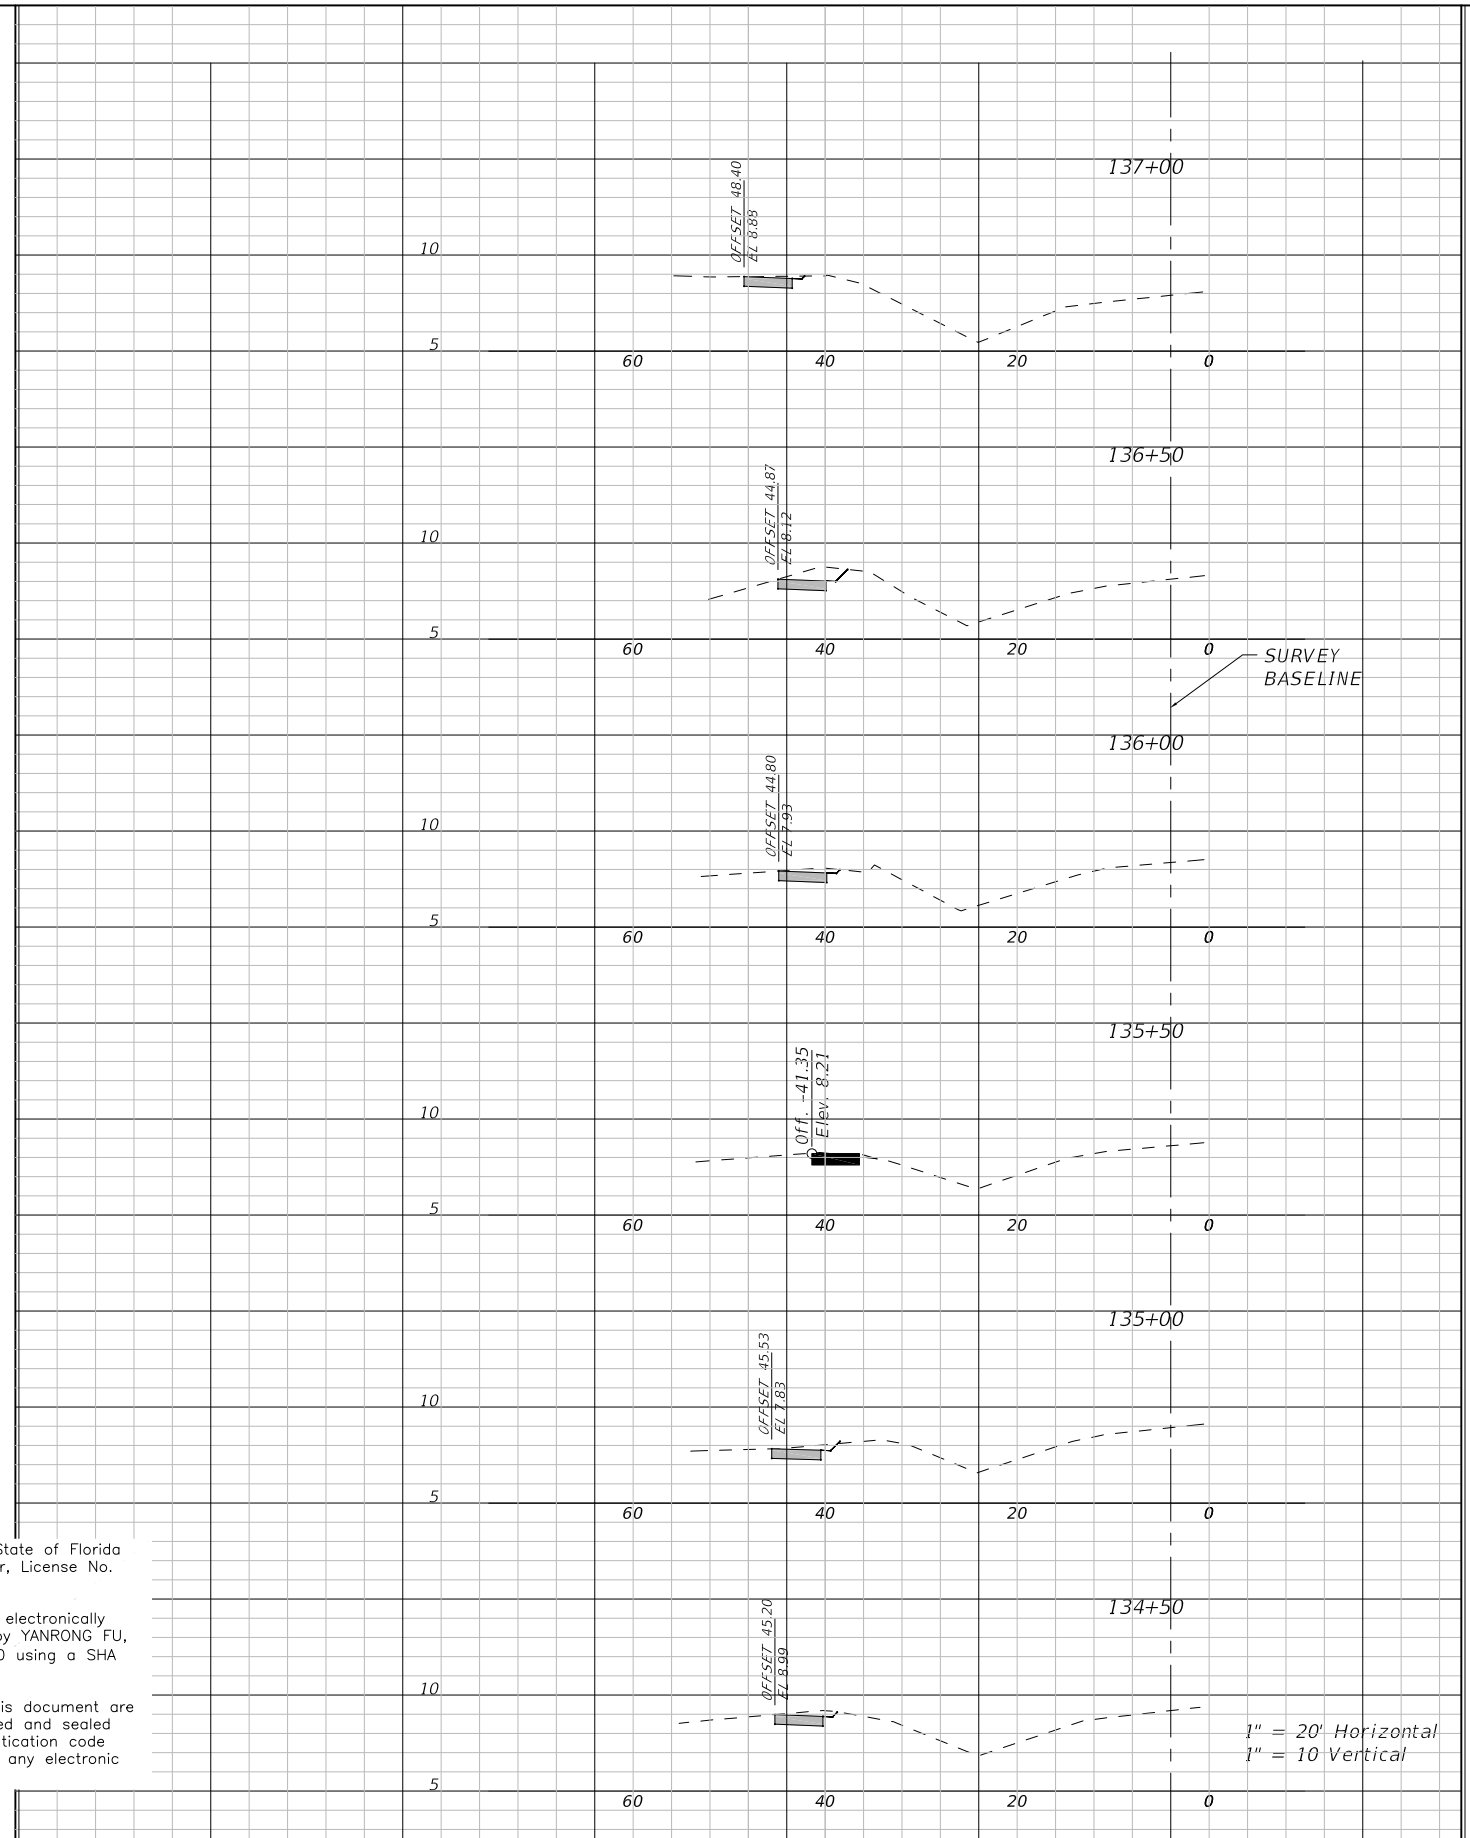 137+00
OFFSET 48.40
EL 8.88
10
5
60 40 20 0
136+50
OFFSET 44.87
EL 8.12
10
5
60 40 20 0
SURVEY
BASELINE
136+00
OFFSET 44.80
EL 7.93
10
5
60 40 20 0
135+50
Off. -41.35
Elev. 8.21
10
5
60 40 20 0
135+00
OFFSET 45.53
EL 7.83
10
5
60 40 20 0
State of Florida
r, License No.
134+50
electronically
by YANRONG FU,
0 using a SHA
OFFSET 45.20
EL 8.99
10
is document are
ed and sealed
tication code
any electronic
1" = 20' Horizontal
1" = 10 Vertical
5
60 40 20 0